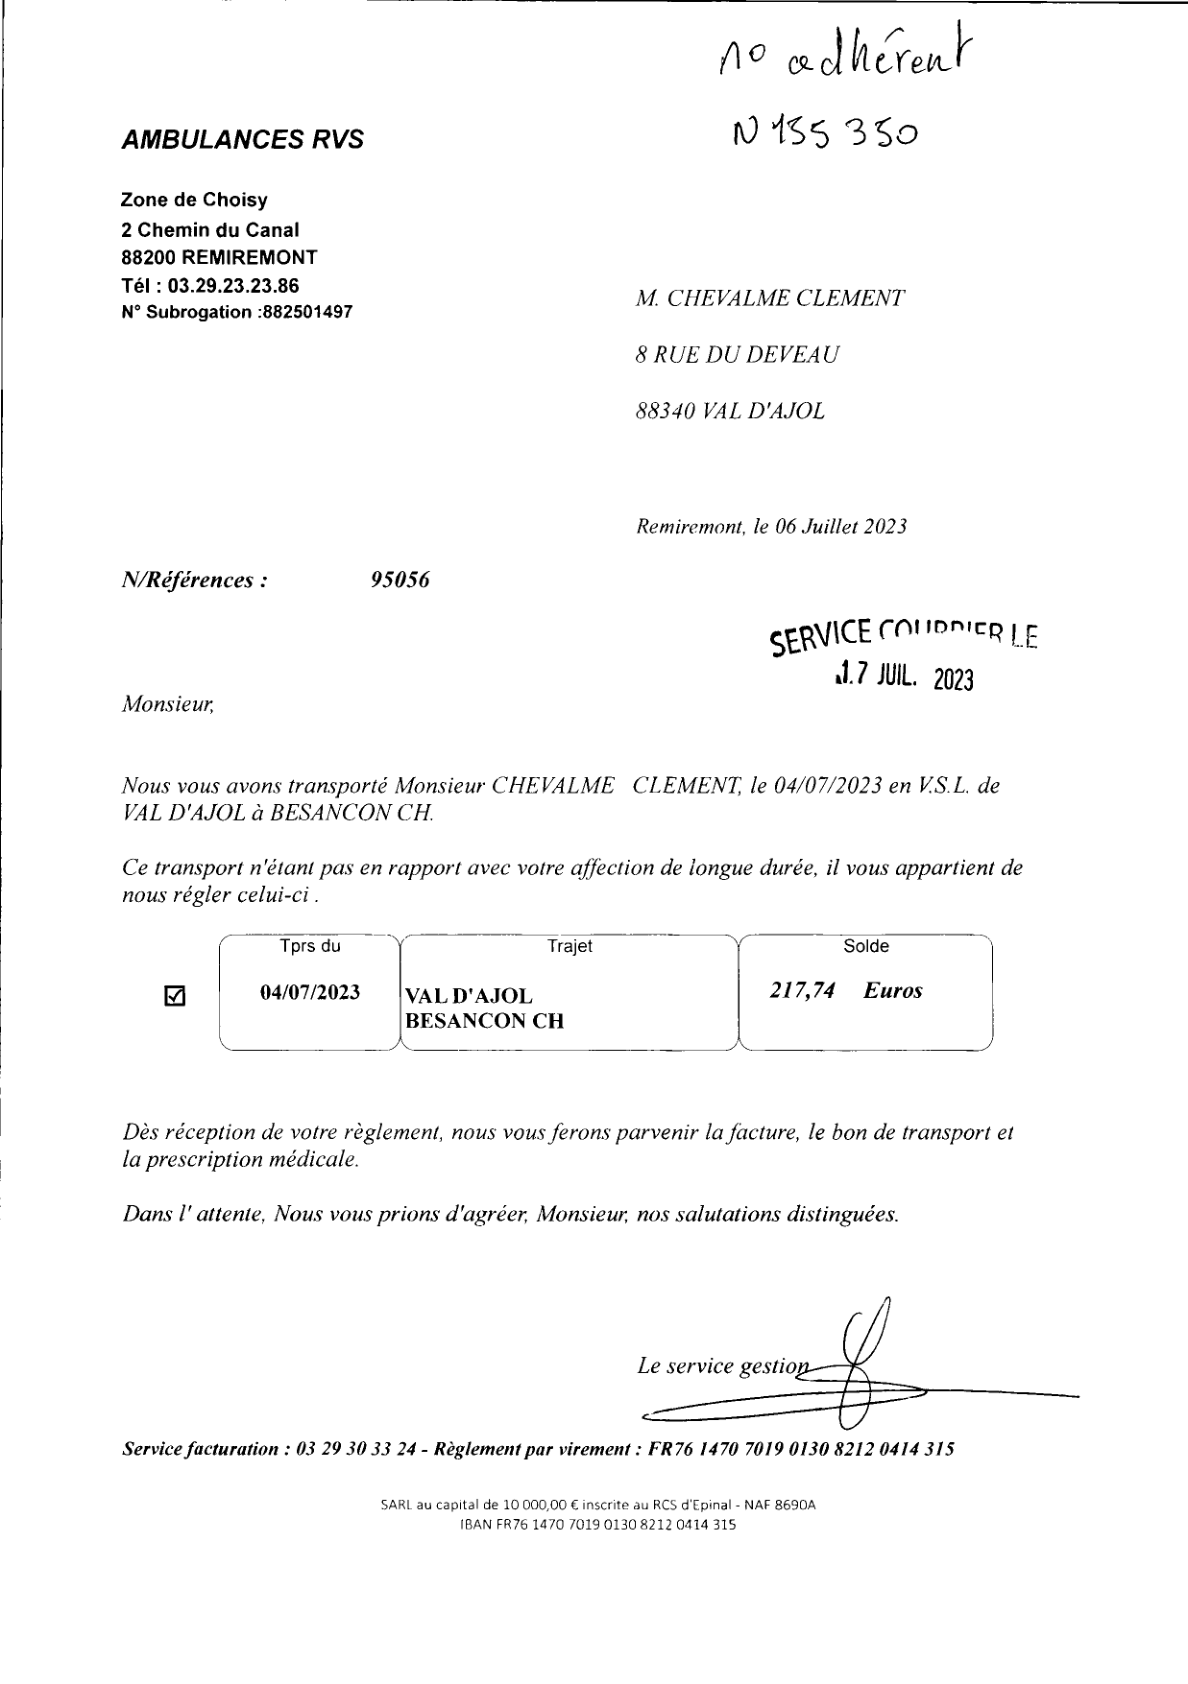 n° adhérent
N 155 350
AMBULANCES RVS
Zone de Choisy
2 Chemin du Canal
88200 REMIREMONT
Tél : 03.29.23.23.86
N° Subrogation :882501497
M. CHEVALME CLEMENT
8 RUE DU DEVEAU
88340 VAL D'AJOL
Remiremont, le 06 Juillet 2023
N/Références : 95056
SERVICE COURRIER LE
17 JUIL. 2023
Monsieur,
Nous vous avons transporté Monsieur CHEVALME CLEMENT, le 04/07/2023 en V.S.L. de
VAL D'AJOL à BESANCON CH.
Ce transport n'étant pas en rapport avec votre affection de longue durée, il vous appartient de
nous régler celui-ci .
Tprs du Trajet Solde
04/07/2023 VAL D'AJOL 217,74 Euros
BESANCON CH
Dès réception de votre règlement, nous vous ferons parvenir la facture, le bon de transport et
la prescription médicale.
Dans l' attente, Nous vous prions d'agréer, Monsieur, nos salutations distinguées.
Le service gestion
Service facturation : 03 29 30 33 24 - Règlement par virement : FR76 1470 7019 0130 8212 0414 315
SARL au capital de 10 000,00 € inscrite au RCS d'Epinal - NAF 8690A
IBAN FR76 1470 7019 0130 8212 0414 315